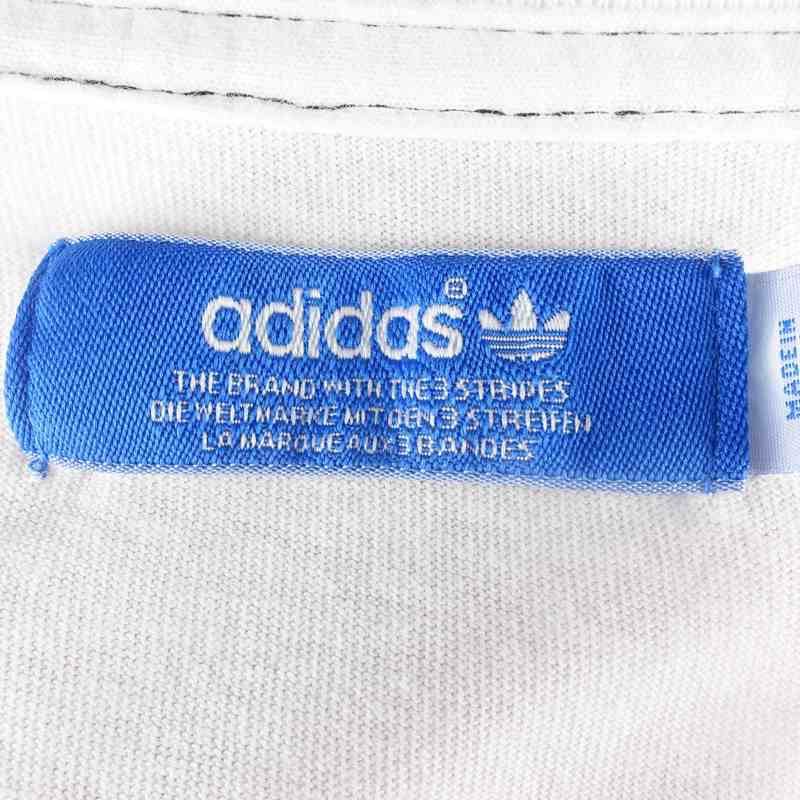 adidas®
THE BRAND WITH THE 3 STRIPES
DIE WELTMARKE MIT DEN 3 STREIFEN
LA MARQUE AUX 3 BANDES
MADE IN